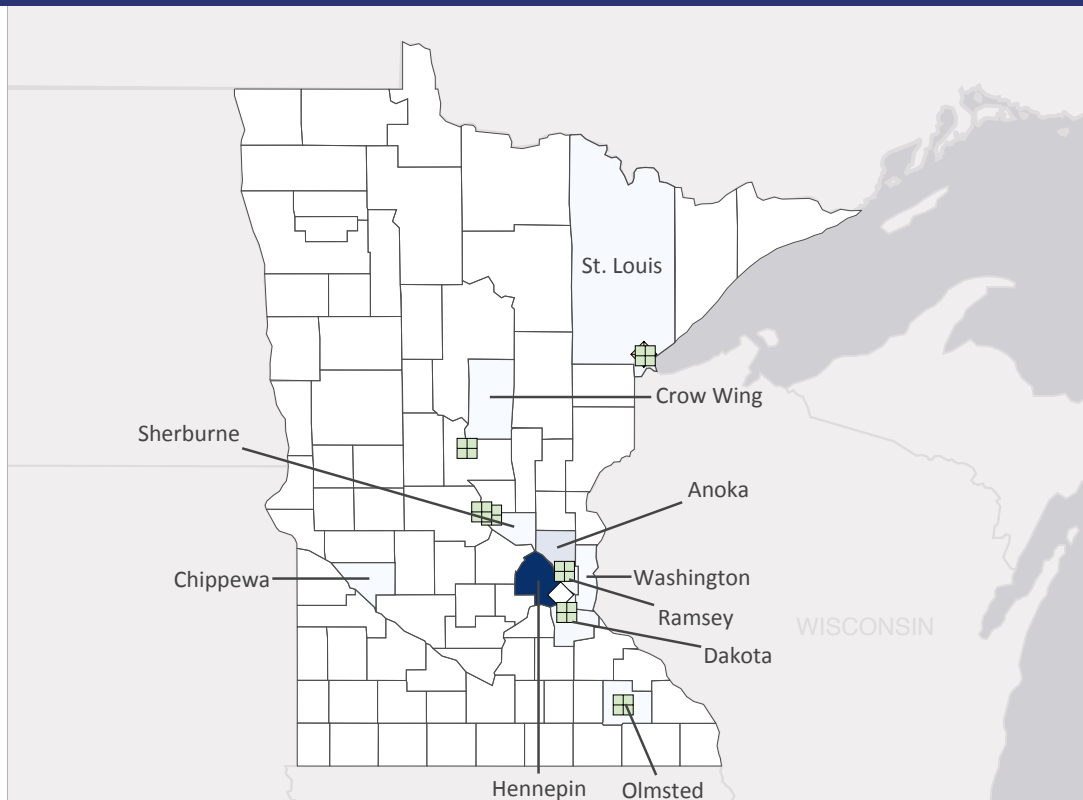 St. Louis
Crow Wing
Sherburne
Anoka
Chippewa
Washington
Ramsey
WISCONSIN
Dakota
Hennepin
Olmsted